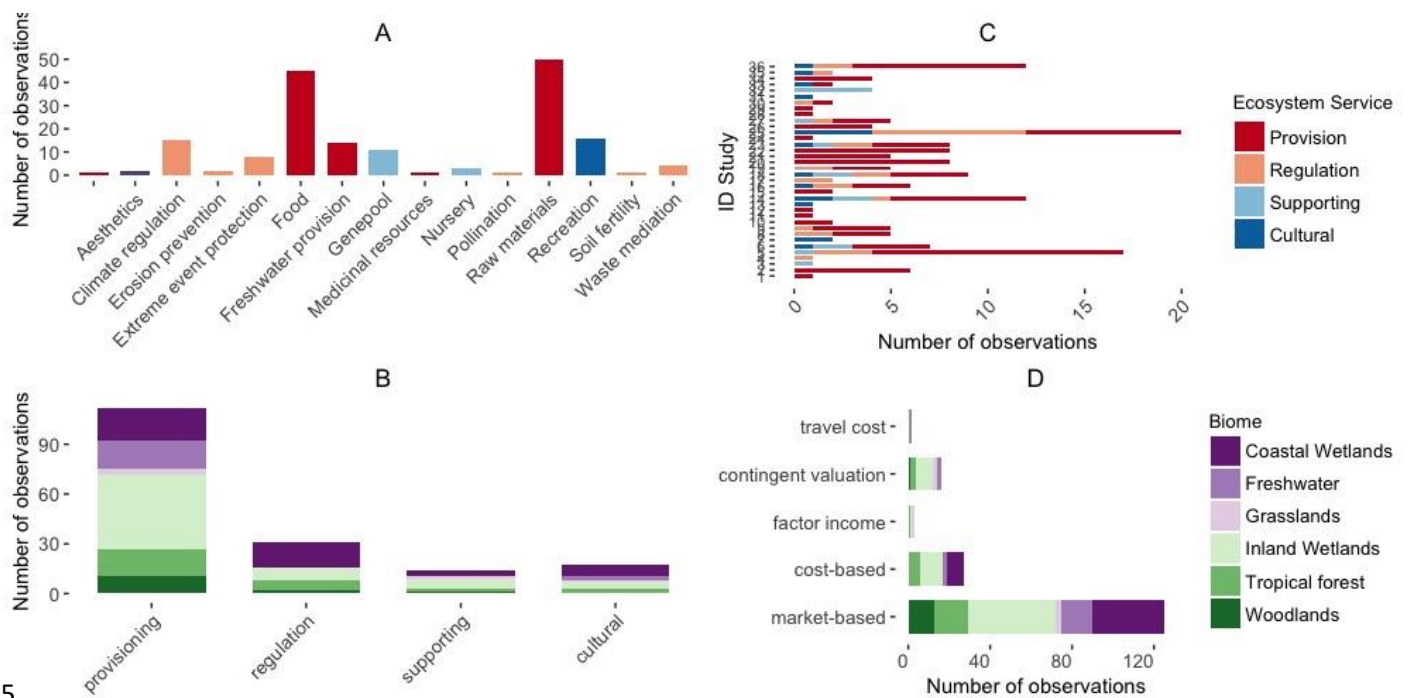 A
Number of observations
50
40
30
20
10
0
Aesthetics
Climate regulation
Erosion prevention
Extreme event protection
Food
Freshwater provision
Genepool
Medicinal resources
Nursery
Pollination
Raw materials
Recreation
Soil fertility
Waste mediation
C
ID Study
36
0
5
10
15
20
Number of observations
Ecosystem Service
Provision
Regulation
Supporting
Cultural
B
Number of observations
90
60
30
0
provisioning
regulation
supporting
cultural
D
travel cost
contingent valuation
factor income
cost-based
market-based
0
40
80
120
Number of observations
Biome
Coastal Wetlands
Freshwater
Grasslands
Inland Wetlands
Tropical forest
Woodlands
5